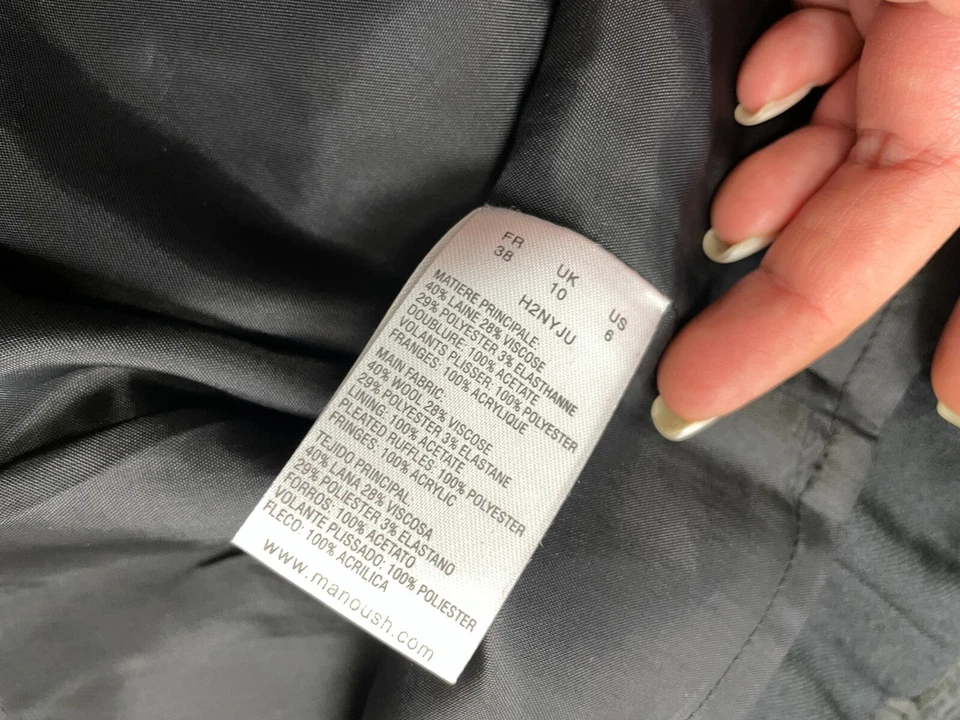 FR UK US
38 10 6
H2NYJU
MATIERE PRINCIPALE.
40% LAINE 28% VISCOSE
29% POLYESTER 3% ELASTHANNE
DOUBLURE: 100% ACETATE
VOLANTS PLISSER: 100% POLYESTER
FRANGES: 100% ACRYLIQUE
MAIN FABRIC.
40% WOOL 28% VISCOSE
29% POLYESTER 3% ELASTANE
LINING: 100% ACETATE
PLEATED RUFFLES: 100% POLYESTER
FRINGES: 100% ACRYLIC
TEJIDO PRINCIPAL
40% LANA 28% VISCOSA
29% POLIESTER 3% ELASTANO
FORROS: 100% ACETATO
VOLANTE PLISSADO: 100% POLIESTER
FLECO: 100% ACRILICA
www.manoush.com